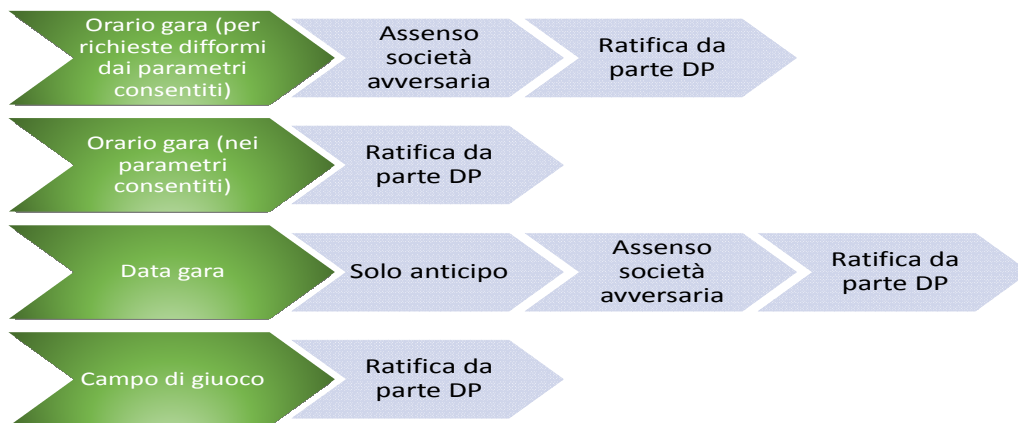 Orario gara (per
richieste difformi
dai parametri
consentiti)
Assenso
società
avversaria
Ratifica da
parte DP
Orario gara (nei
parametri
consentiti)
Ratifica da
parte DP
Data gara
Solo anticipo
Assenso
società
avversaria
Ratifica da
parte DP
Campo di giuoco
Ratifica da
parte DP